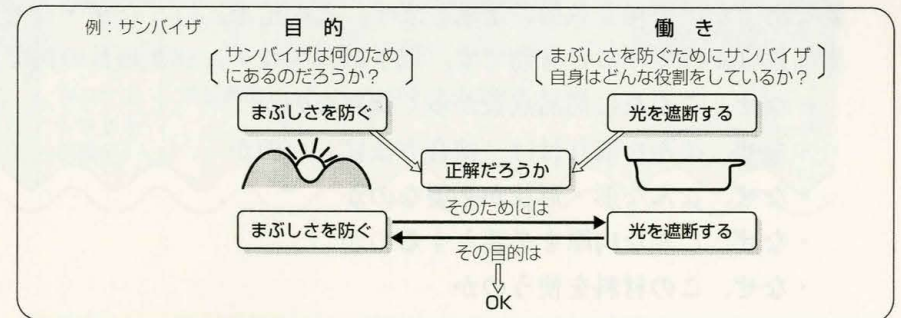 例：サンバイザ
目的
働き
サンバイザは何のため
にあるのだろうか？
まぶしさを防ぐためにサンバイザ
自身はどんな役割をしているか？
まぶしさを防ぐ
光を遮断する
正解だろうか
そのためには
まぶしさを防ぐ
光を遮断する
その目的は
OK